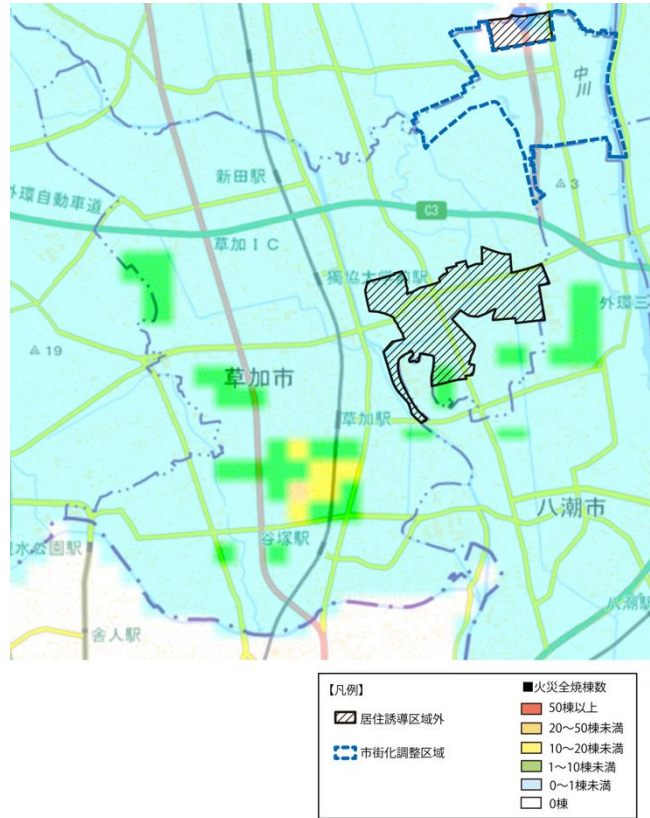 中川
新田駅
△3
外環自動車道
C3
草加IC
獨協大学前駅
外環三
△19
草加市
草加駅
八潮市
谷塚駅
水公園駅
八潮駅
舎人駅
【凡例】
居住誘導区域外
市街化調整区域
■火災全焼棟数
50棟以上
20～50棟未満
10～20棟未満
1～10棟未満
0～1棟未満
0棟